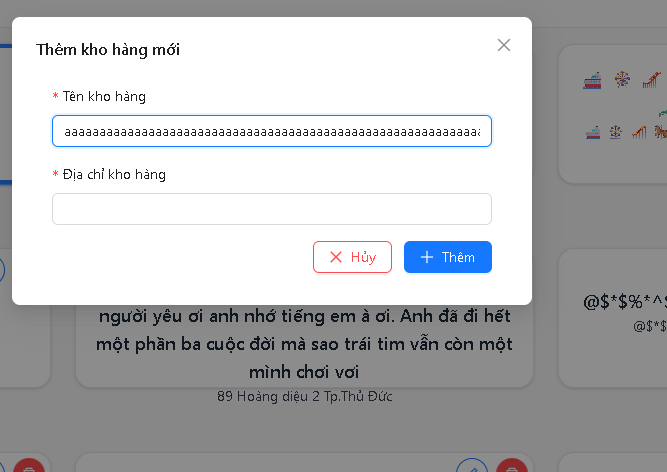 Thêm kho hàng mới
* Tên kho hàng
* Địa chỉ kho hàng
Hủy
Thêm
@$*$%*^
@$*$
người yêu ơi anh nhớ tiếng em à ơi. Anh đã đi hết
một phần ba cuộc đời mà sao trái tim vẫn còn một
mình chơi vơi
89 Hoàng diệu 2 Tp.Thủ Đức